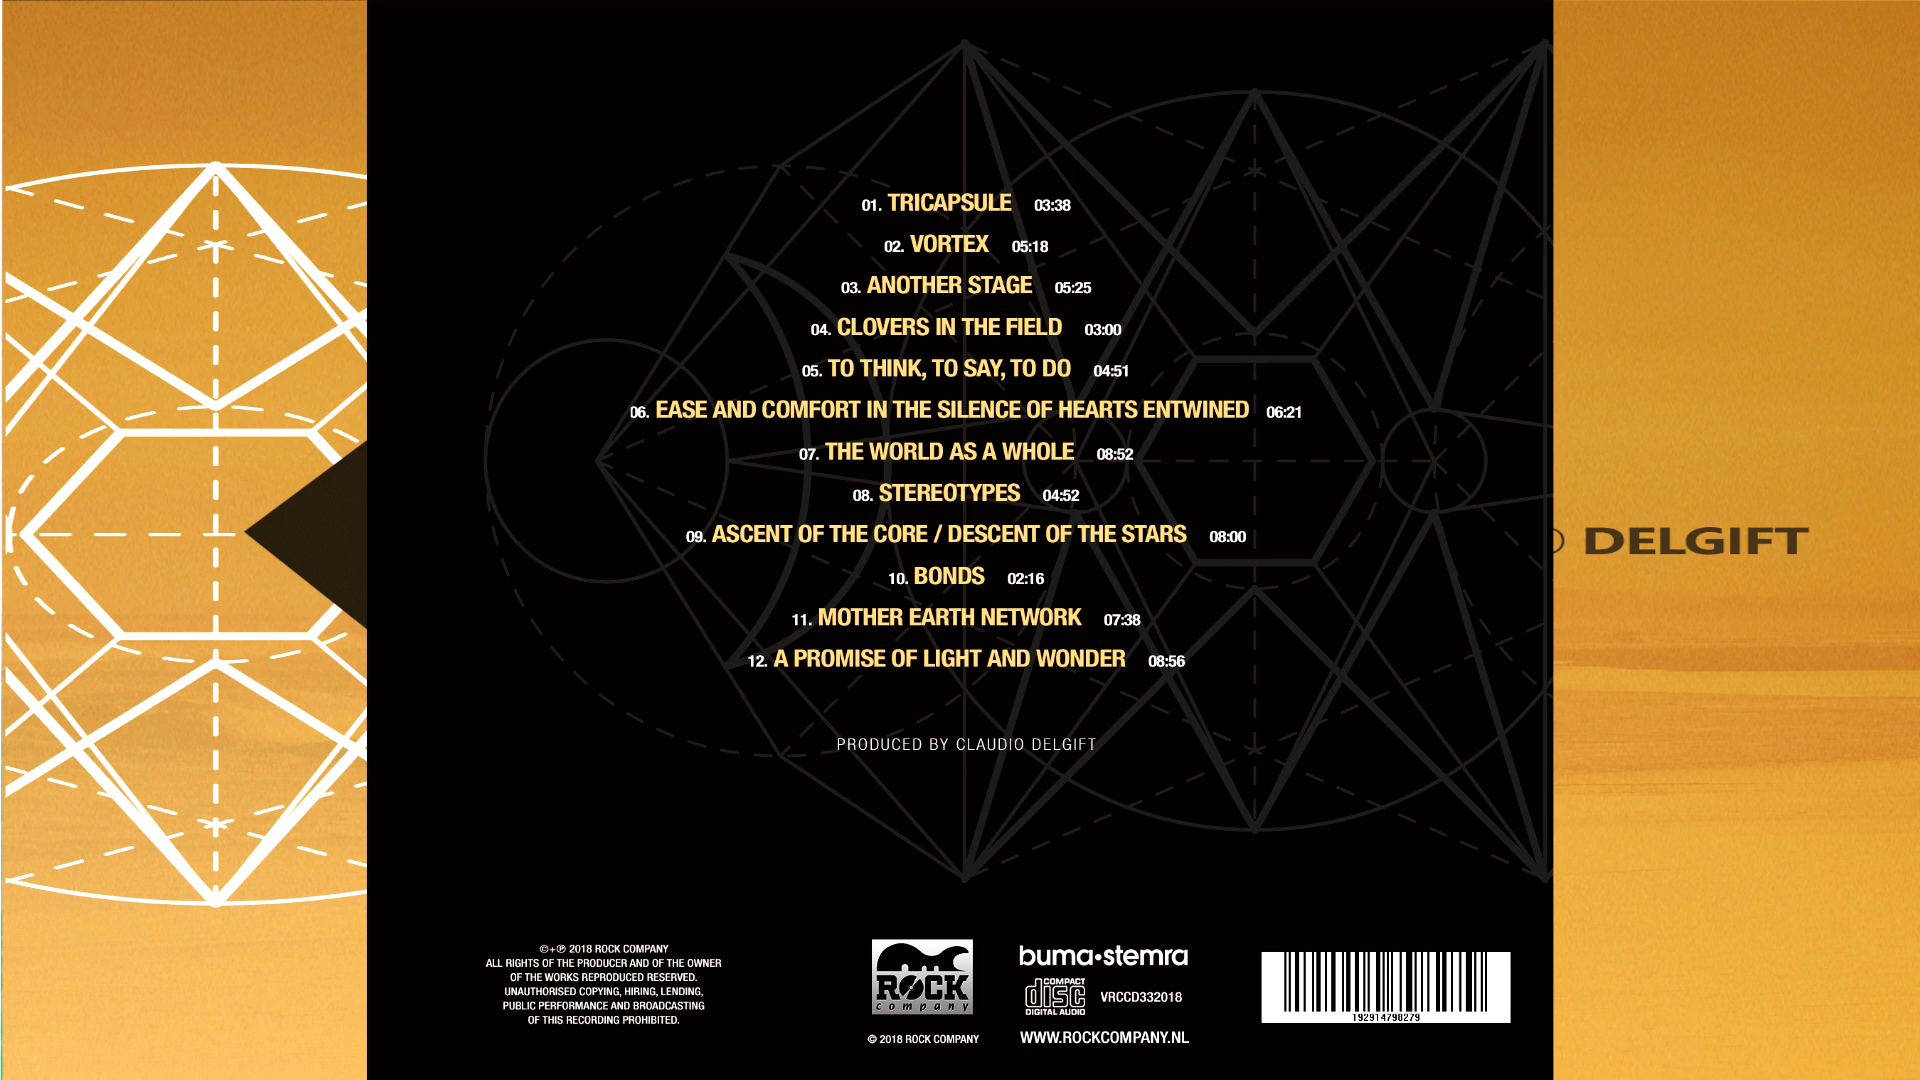 01. TRICAPSULE 03:38
02. VORTEX 05:18
03. ANOTHER STAGE 05:25
04. CLOVERS IN THE FIELD 03:00
05. TO THINK, TO SAY, TO DO 04:51
06. EASE AND COMFORT IN THE SILENCE OF HEARTS ENTWINED 06:21
07. THE WORLD AS A WHOLE 08:52
08. STEREOTYPES 04:52
09. ASCENT OF THE CORE / DESCENT OF THE STARS 08:00
10. BONDS 02:16
11. MOTHER EARTH NETWORK 07:38
12. A PROMISE OF LIGHT AND WONDER 08:56
DELGIFT
PRODUCED BY CLAUDIO DELGIFT
©+℗ 2018 ROCK COMPANY
ALL RIGHTS OF THE PRODUCER AND OF THE OWNER
OF THE WORKS REPRODUCED RESERVED.
UNAUTHORISED COPYING, HIRING, LENDING,
PUBLIC PERFORMANCE AND BROADCASTING
OF THIS RECORDING PROHIBITED.
ROCK
company
© 2018 ROCK COMPANY
buma•stemra
COMPACT
disc
DIGITAL AUDIO
VRCCD332018
WWW.ROCKCOMPANY.NL
192914798279